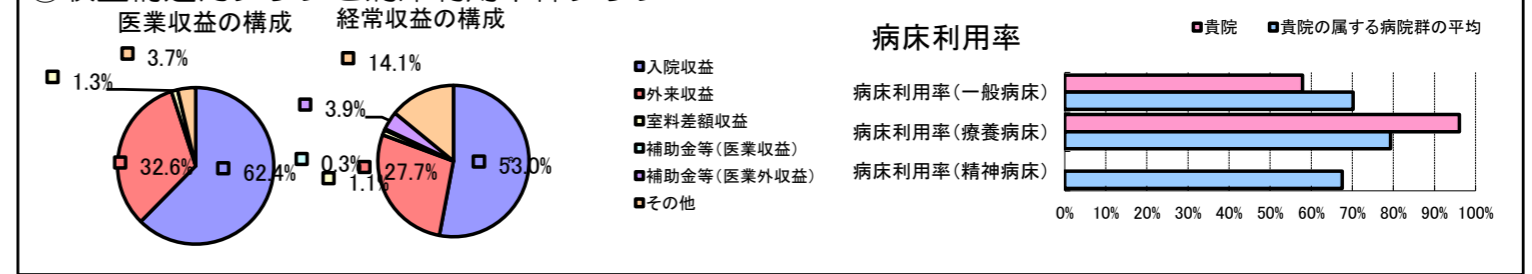 医業収益の構成
経常収益の構成
3.7%
1.3%
32.6%
62.4%
14.1%
3.9%
0.3%
1.1%
27.7%
53.0%
入院収益
外来収益
室料差額収益
補助金等(医業収益)
補助金等(医業外収益)
その他
病床利用率
貴院
貴院の属する病院群の平均
病床利用率(一般病床)
病床利用率(療養病床)
病床利用率(精神病床)
0% 10% 20% 30% 40% 50% 60% 70% 80% 90% 100%